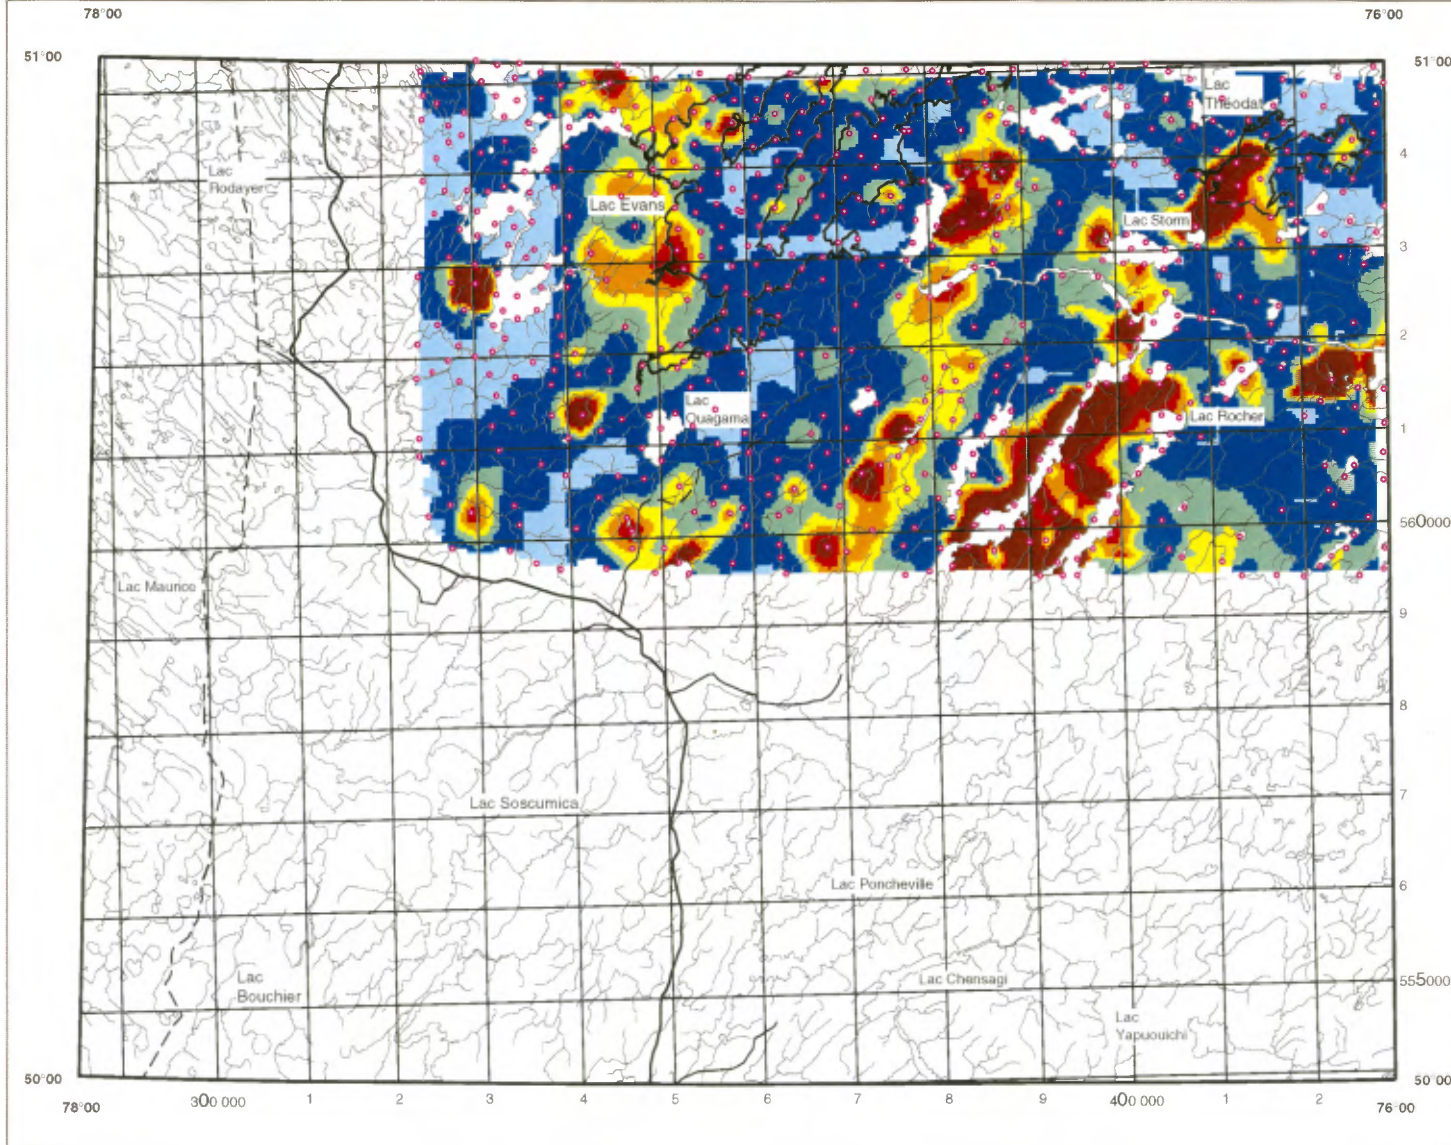 78°00
76°00
51°00
51°00
Lac
Théodat
4
Lac
Rodayer
Lac Evans
Lac Storm
3
2
Lac
Ouagama
Lac Rocher
1
560000
Lac Maurice
9
8
7
Lac Soscumica
Lac Poncheville
6
Lac
Bouchier
Lac Chensagi
555000
Lac
Yapuouichi
50°00
50°00
78°00
300 000
1
2
3
4
5
6
7
8
9
400 000
1
2
76°00